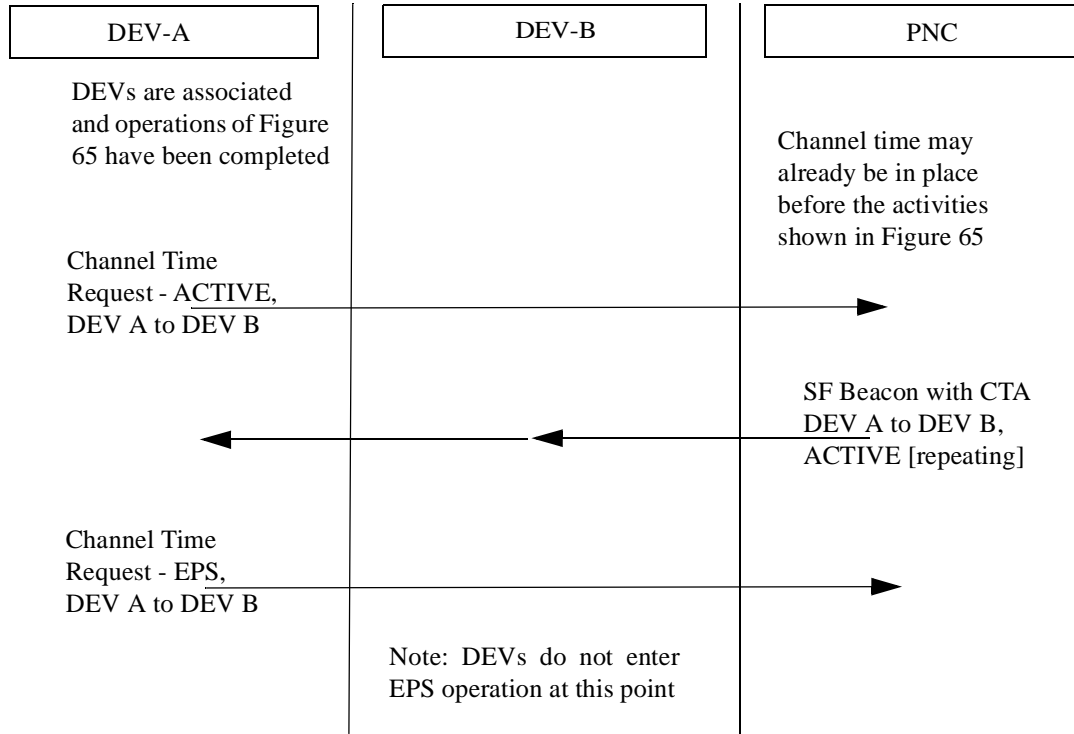 DEV-A
DEV-B
PNC
DEVs are associated
and operations of Figure
65 have been completed
Channel time may
already be in place
before the activities
shown in Figure 65
Channel Time
Request - ACTIVE,
DEV A to DEV B
SF Beacon with CTA
DEV A to DEV B,
ACTIVE [repeating]
Channel Time
Request - EPS,
DEV A to DEV B
Note: DEVs do not enter
EPS operation at this point